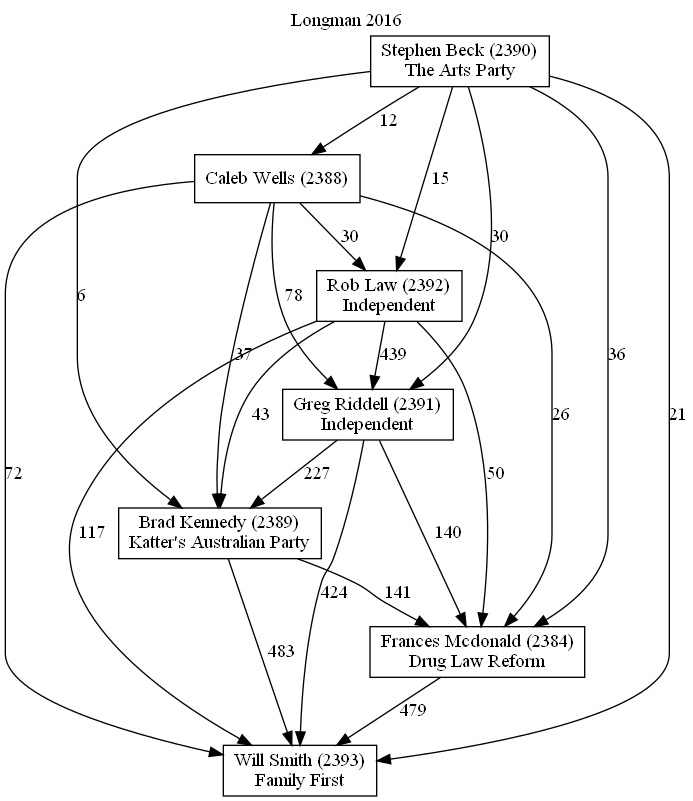 Longman 2016
Stephen Beck (2390)
The Arts Party
12
Caleb Wells (2388)
15
30
30
Rob Law (2392)
Independent
6
78
37
439
36
Greg Riddell (2391)
Independent
43
26
21
72
227
50
Brad Kennedy (2389)
Katter's Australian Party
117
140
424
141
Frances Mcdonald (2384)
Drug Law Reform
483
479
Will Smith (2393)
Family First